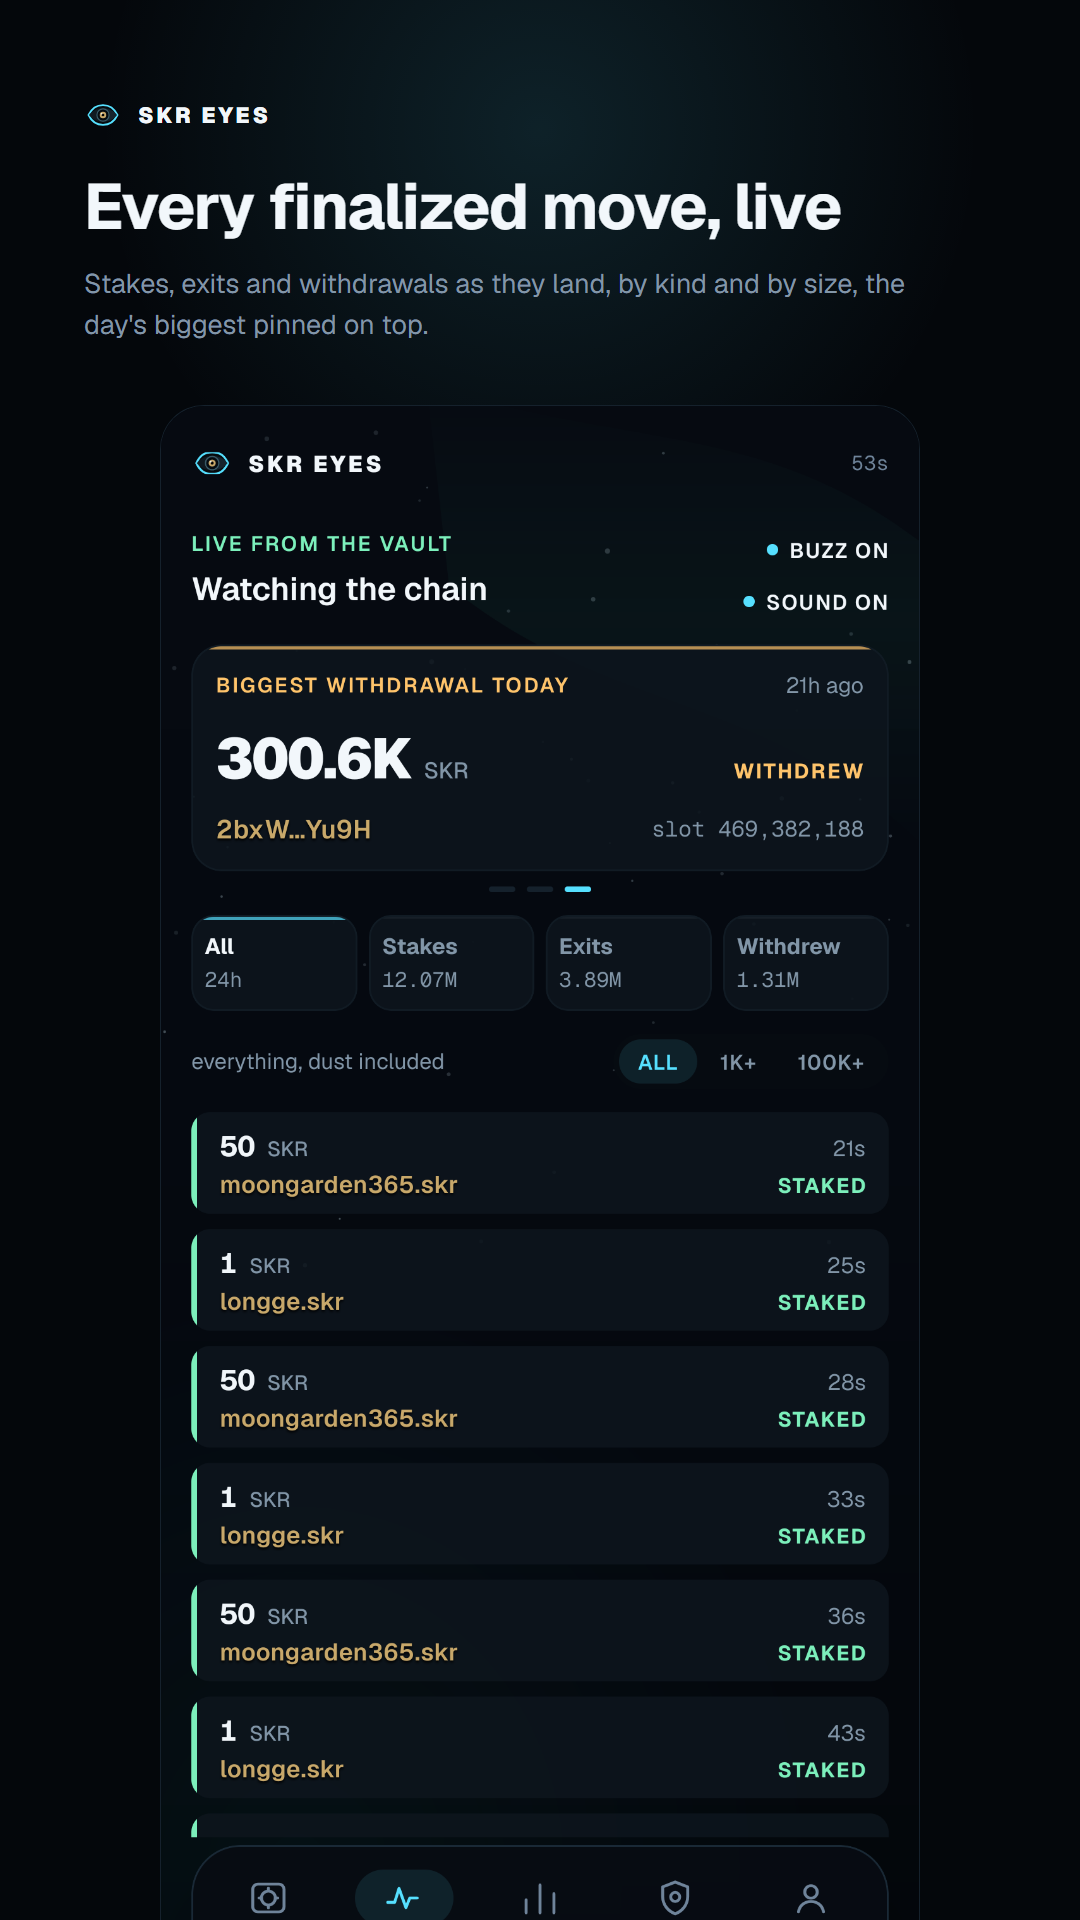 SKR EYES
Every finalized move, live
Stakes, exits and withdrawals as they land, by kind and by size, the
day's biggest pinned on top.
SKR EYES
53s
LIVE FROM THE VAULT
BUZZ ON
Watching the chain
SOUND ON
BIGGEST WITHDRAWAL TODAY
21h ago
300.6K SKR
WITHDREW
2bxW...Yu9H
slot 469,382,188
All
24h
Stakes
12.07M
Exits
3.89M
Withdrew
1.31M
everything, dust included
ALL
1K+
100K+
50 SKR
21s
moongarden365.skr
STAKED
1 SKR
25s
longge.skr
STAKED
50 SKR
28s
moongarden365.skr
STAKED
1 SKR
33s
longge.skr
STAKED
50 SKR
36s
moongarden365.skr
STAKED
1 SKR
43s
longge.skr
STAKED